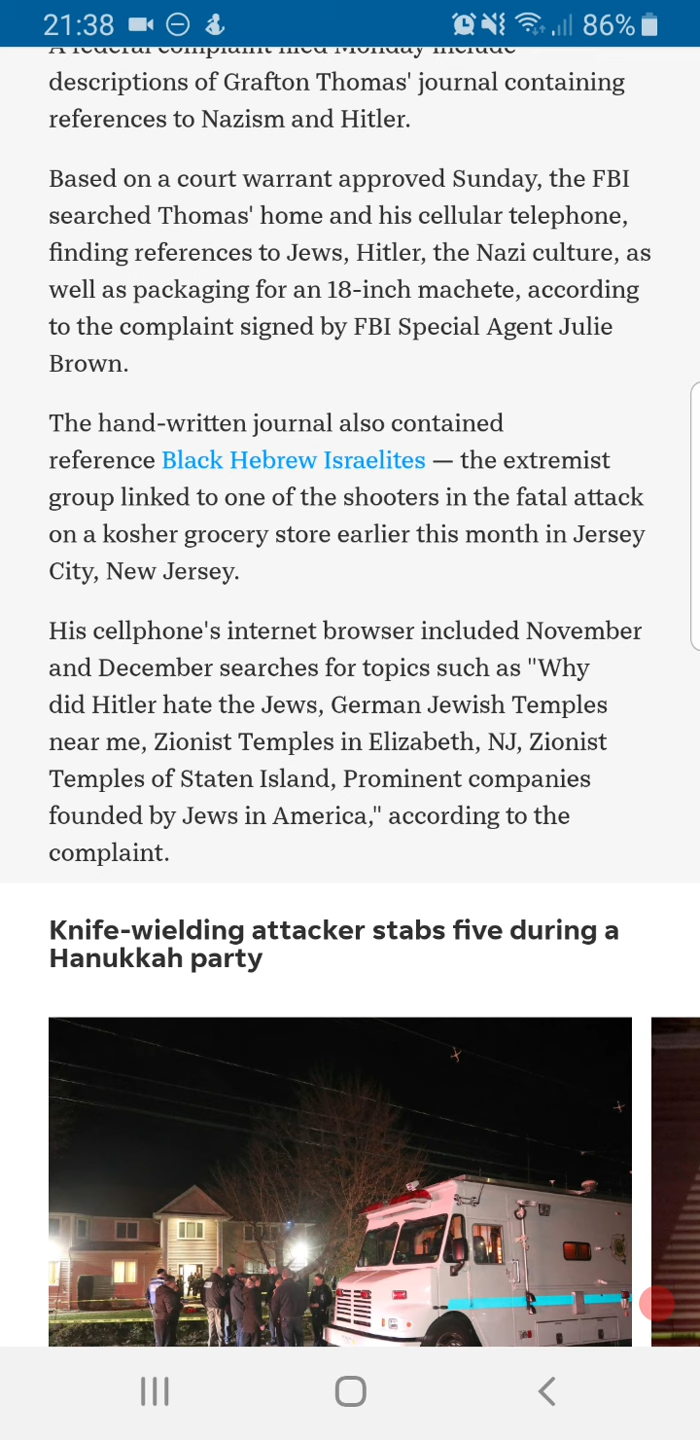 21:38
86%
A federal complaint filed Monday include
descriptions of Grafton Thomas' journal containing
references to Nazism and Hitler.
Based on a court warrant approved Sunday, the FBI
searched Thomas' home and his cellular telephone,
finding references to Jews, Hitler, the Nazi culture, as
well as packaging for an 18-inch machete, according
to the complaint signed by FBI Special Agent Julie
Brown.
The hand-written journal also contained
reference Black Hebrew Israelites — the extremist
group linked to one of the shooters in the fatal attack
on a kosher grocery store earlier this month in Jersey
City, New Jersey.
His cellphone's internet browser included November
and December searches for topics such as "Why
did Hitler hate the Jews, German Jewish Temples
near me, Zionist Temples in Elizabeth, NJ, Zionist
Temples of Staten Island, Prominent companies
founded by Jews in America," according to the
complaint.
Knife-wielding attacker stabs five during a
Hanukkah party